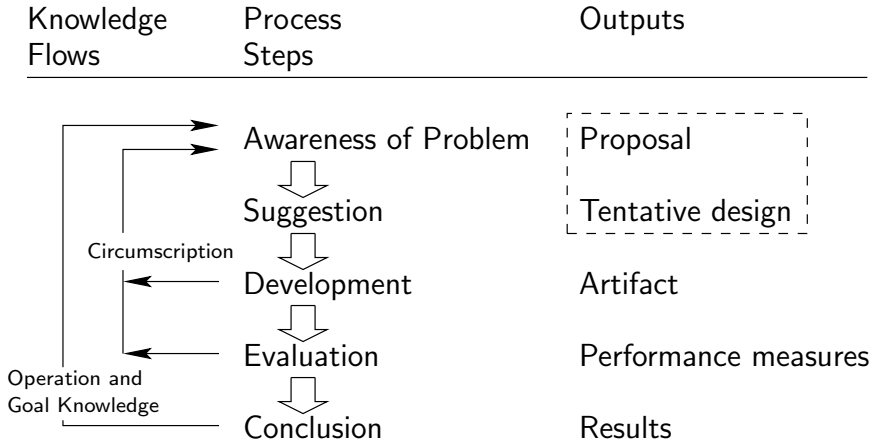 Knowledge Flows
Process Steps
Outputs
Awareness of Problem
Proposal
Suggestion
Tentative design
Circumscription
Development
Artifact
Evaluation
Performance measures
Operation and
Goal Knowledge
Conclusion
Results